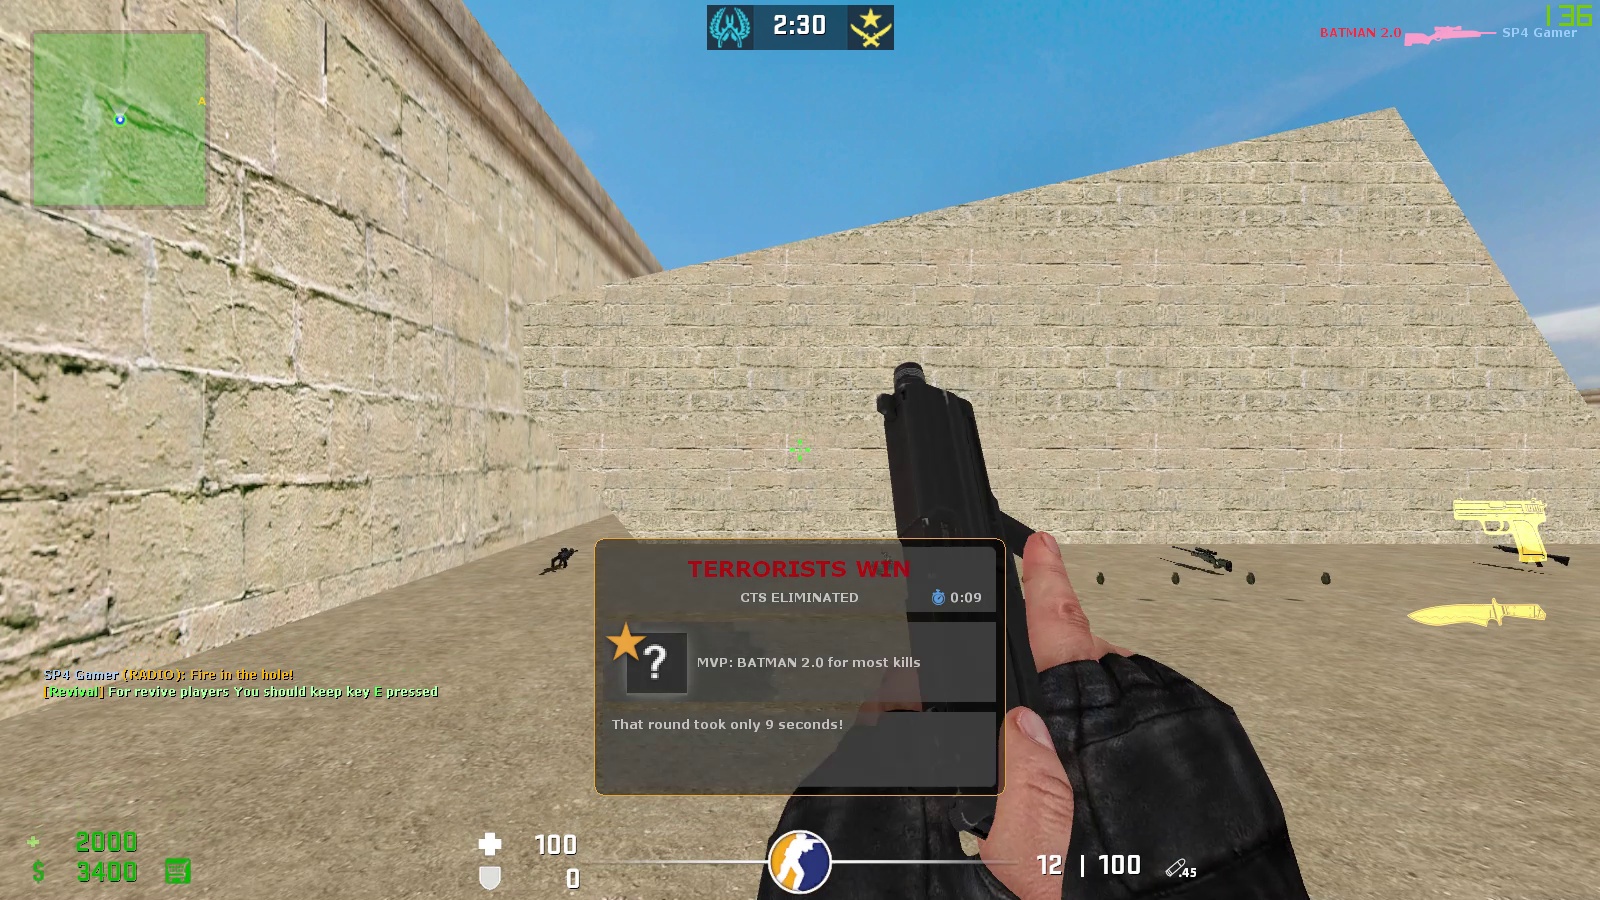 2:30
136
BATMAN 2.0 SP4 Gamer
A
TERRORISTS WIN
CTS ELIMINATED 0:09
?
MVP: BATMAN 2.0 for most kills
That round took only 9 seconds!
SP4 Gamer (RADIO): Fire in the hole!
[Revival] For revive players You should keep key E pressed
+ 2000
$ 3400
100
0
12 | 100 .45